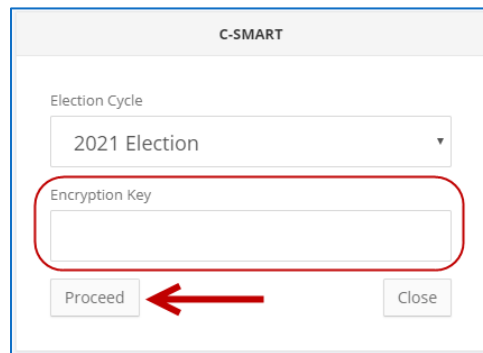 C-SMART
Election Cycle
2021 Election
Encryption Key
Proceed
Close